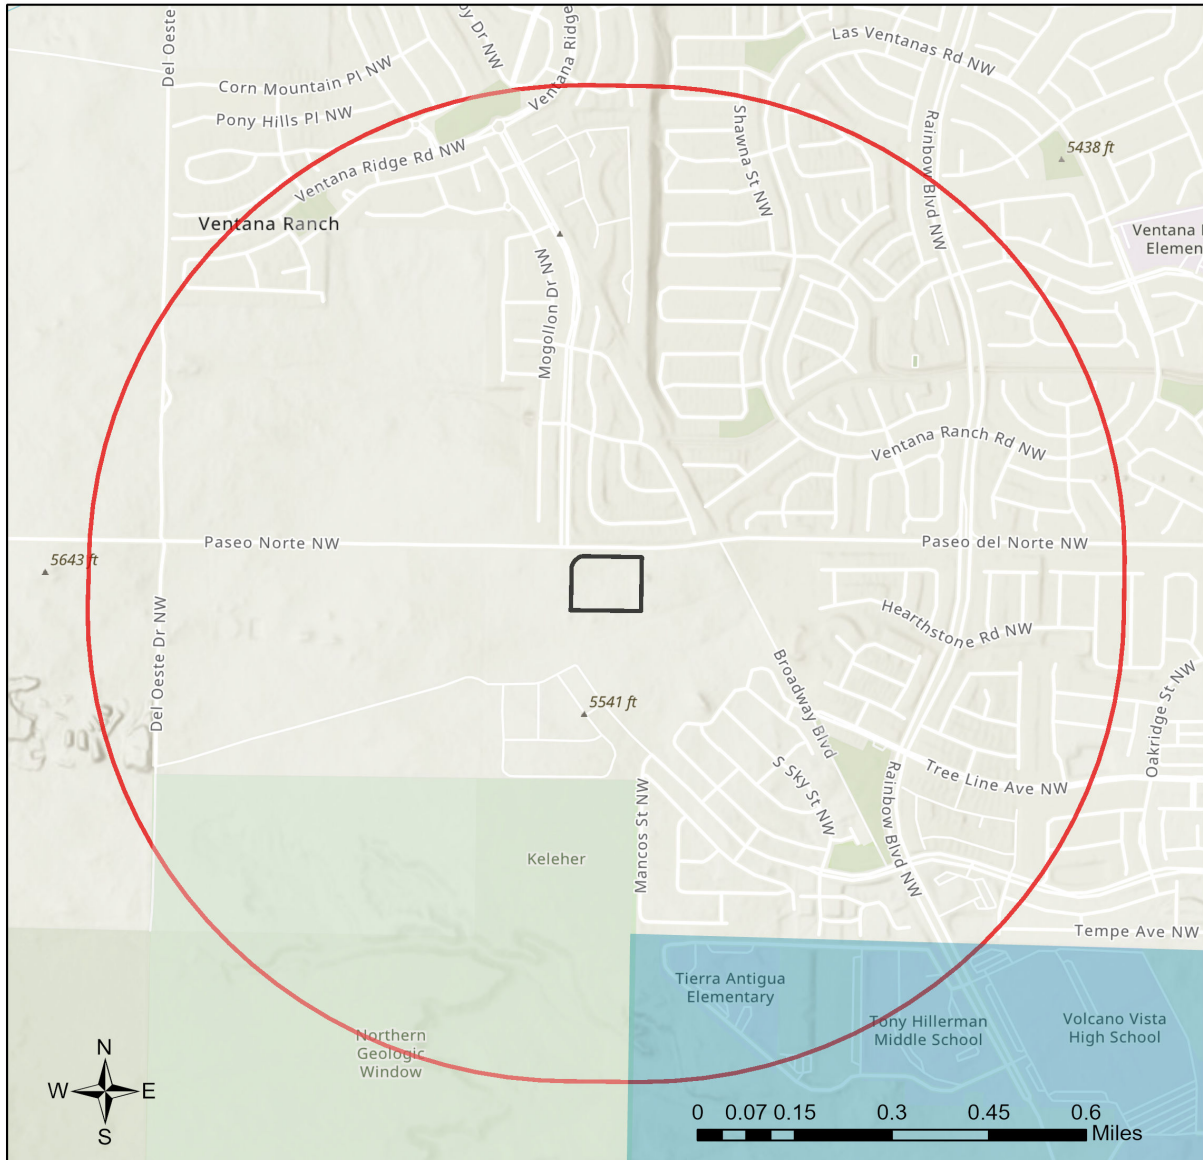 Del Oeste
by Dr NW
Ventana Ridge
Las Ventanas Rd NW
Corn Mountain Pl NW
Pony Hills Pl NW
Shawna St NW
Rainbow Blvd NW
5438 ft
Ventana Ridge Rd NW
Ventana Ranch
Ventana
Elemen
Mogollon Dr NW
Ventana Ranch Rd NW
Paseo Norte NW
Paseo del Norte NW
5643 ft
Hearthstone Rd NW
Del Oeste Dr NW
Broadway Blvd
Oakridge St NW
5541 ft
S Sky St NW
Tree Line Ave NW
Rainbow Blvd NW
Mancos St NW
Keleher
Tempe Ave NW
Tierra Antigua
Elementary
Tony Hillerman
Middle School
Volcano Vista
High School
Northern
Geologic
Window
N
W E
S
0 0.07 0.15 0.3 0.45 0.6
Miles